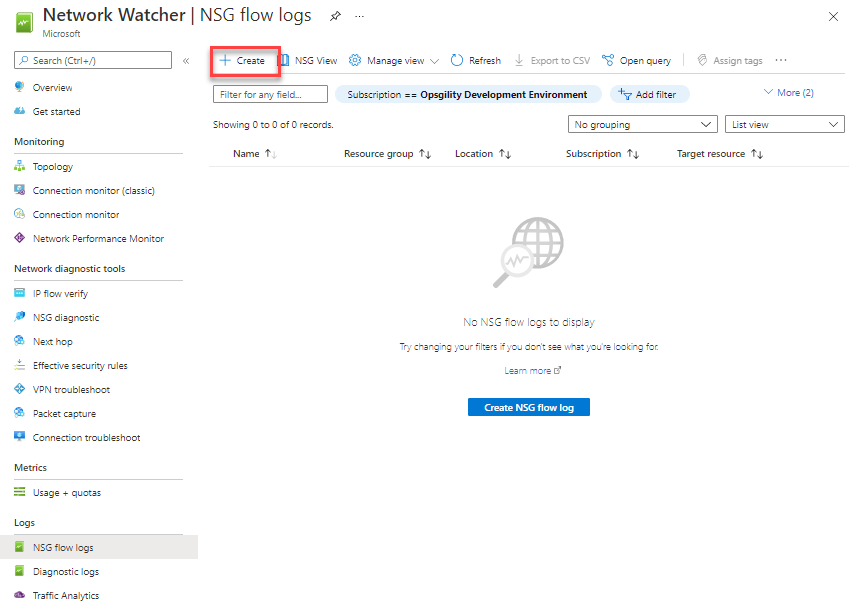 Network Watcher | NSG flow logs
Microsoft
Search (Ctrl+/)
Overview
Get started
Monitoring
Topology
Connection monitor (classic)
Connection monitor
Network Performance Monitor
Network diagnostic tools
IP flow verify
NSG diagnostic
Next hop
Effective security rules
VPN troubleshoot
Packet capture
Connection troubleshoot
Metrics
Usage + quotas
Logs
NSG flow logs
Diagnostic logs
Traffic Analytics
Create NSG View Manage view Refresh Export to CSV Open query Assign tags
Filter for any field... Subscription == Opsgility Development Environment Add filter More (2)
Showing 0 to 0 of 0 records. No grouping List view
Name Resource group Location Subscription Target resource
No NSG flow logs to display
Try changing your filters if you don't see what you're looking for.
Learn more
Create NSG flow log